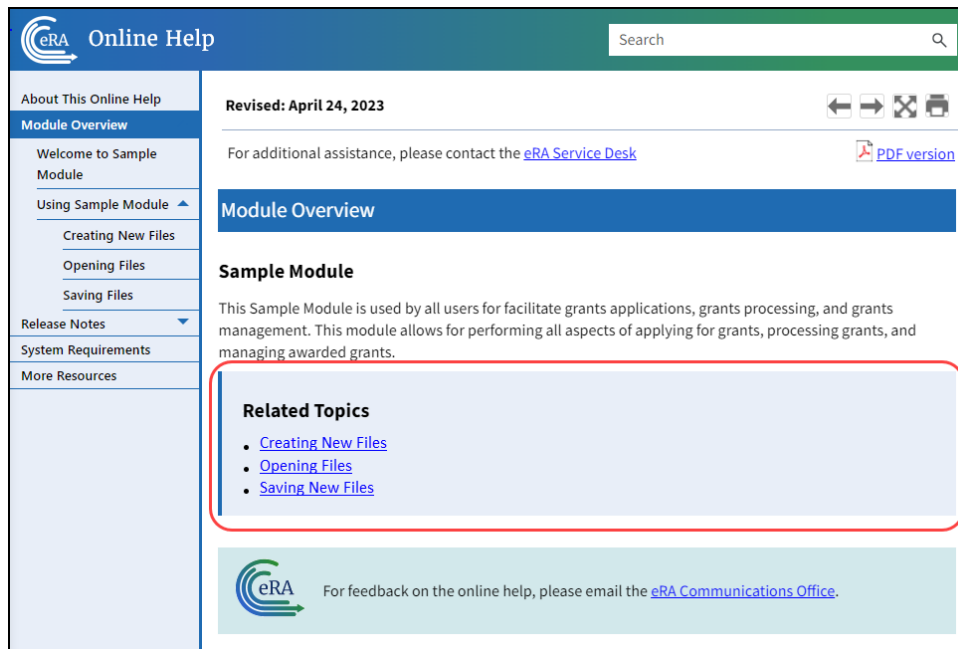 eRA Online Help
Search
About This Online Help
Module Overview
Welcome to Sample
Module
Using Sample Module
Creating New Files
Opening Files
Saving Files
Release Notes
System Requirements
More Resources
Revised: April 24, 2023
For additional assistance, please contact the eRA Service Desk
PDF version
Module Overview
Sample Module
This Sample Module is used by all users for facilitate grants applications, grants processing, and grants
management. This module allows for performing all aspects of applying for grants, processing grants, and
managing awarded grants.
Related Topics
Creating New Files
Opening Files
Saving New Files
eRA
For feedback on the online help, please email the eRA Communications Office.